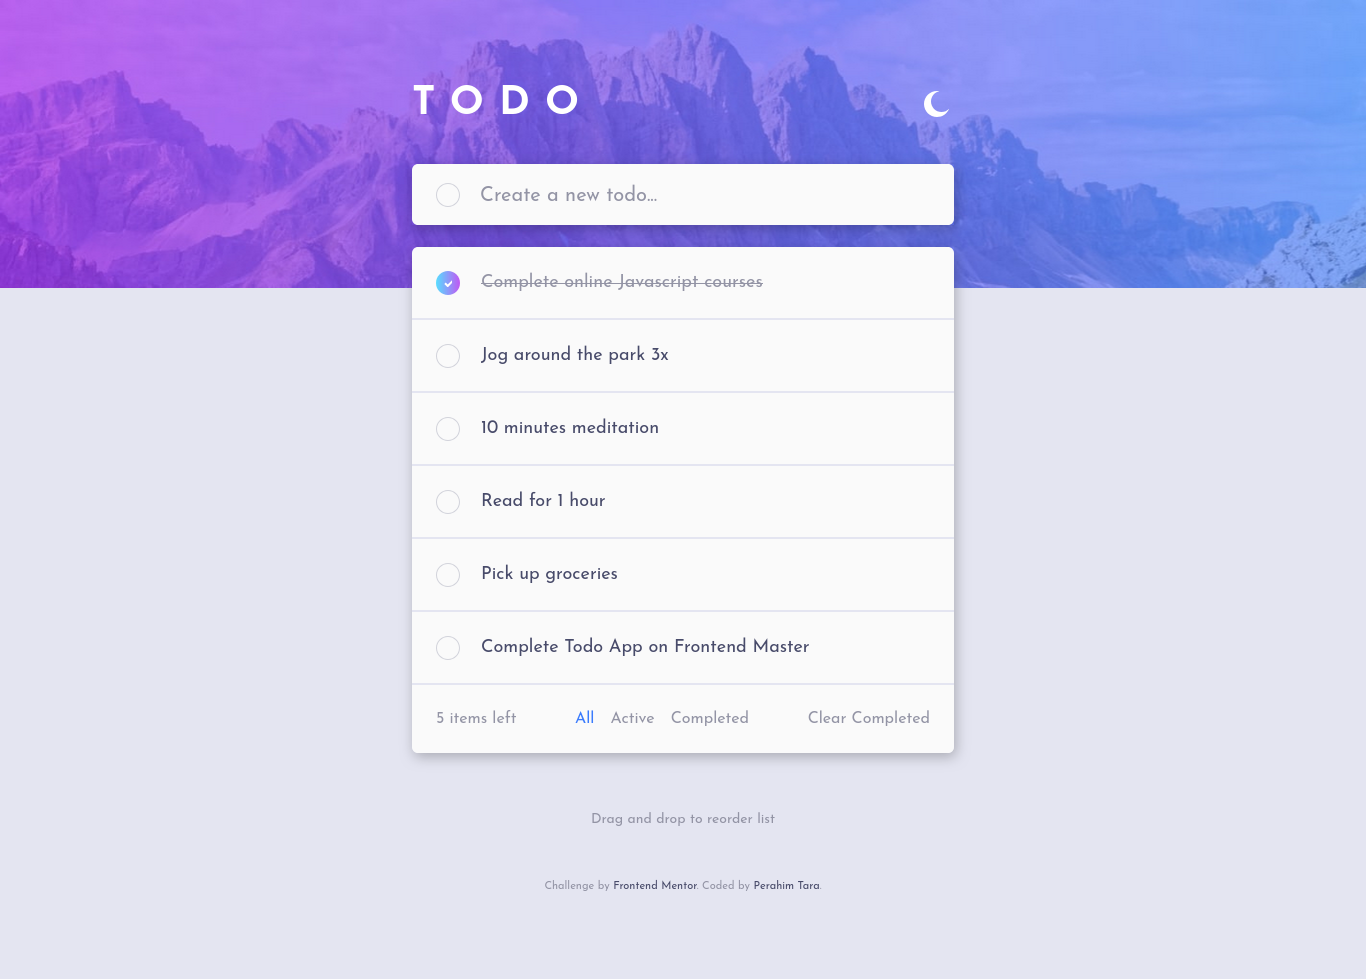 TODO
Create a new todo...
Complete online Javascript courses
Jog around the park 3x
10 minutes meditation
Read for 1 hour
Pick up groceries
Complete Todo App on Frontend Master
5 items left All Active Completed Clear Completed
Drag and drop to reorder list
Challenge by Frontend Mentor. Coded by Perahim Tara.